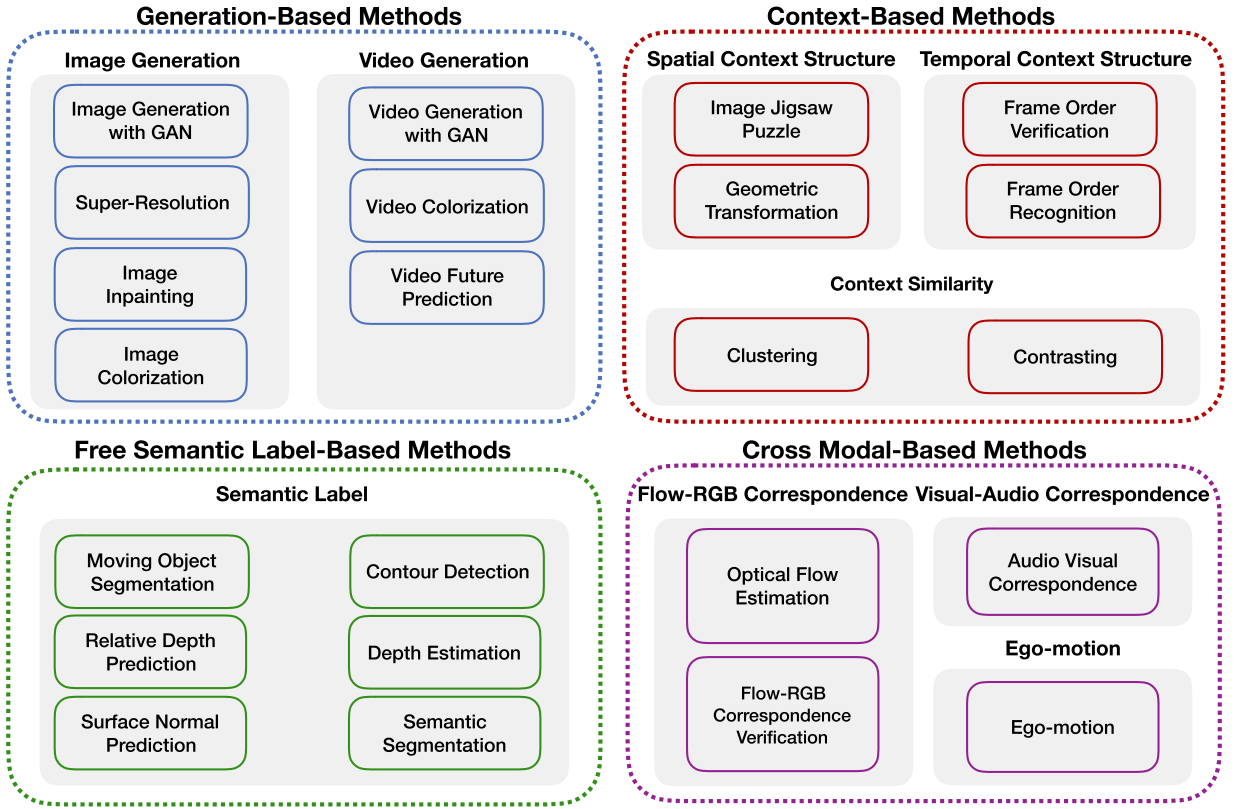 Generation-Based Methods
Image Generation
Image Generation
with GAN
Super-Resolution
Image
Inpainting
Image
Colorization
Video Generation
Video Generation
with GAN
Video Colorization
Video Future
Prediction
Context-Based Methods
Spatial Context Structure
Image Jigsaw
Puzzle
Geometric
Transformation
Temporal Context Structure
Frame Order
Verification
Frame Order
Recognition
Context Similarity
Clustering
Contrasting
Free Semantic Label-Based Methods
Semantic Label
Moving Object
Segmentation
Relative Depth
Prediction
Surface Normal
Prediction
Contour Detection
Depth Estimation
Semantic
Segmentation
Cross Modal-Based Methods
Flow-RGB Correspondence
Optical Flow
Estimation
Flow-RGB
Correspondence
Verification
Visual-Audio Correspondence
Audio Visual
Correspondence
Ego-motion
Ego-motion